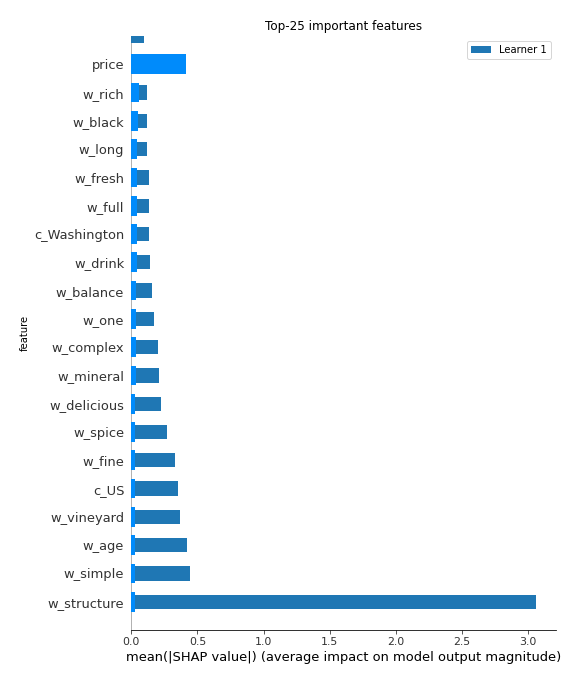 Top-25 important features
Learner 1
price
w_rich
w_black
w_long
w_fresh
w_full
c_Washington
w_drink
w_balance
w_one
w_complex
w_mineral
w_delicious
w_spice
w_fine
c_US
w_vineyard
w_age
w_simple
w_structure
feature
0.0 0.5 1.0 1.5 2.0 2.5 3.0
mean(|SHAP value|) (average impact on model output magnitude)